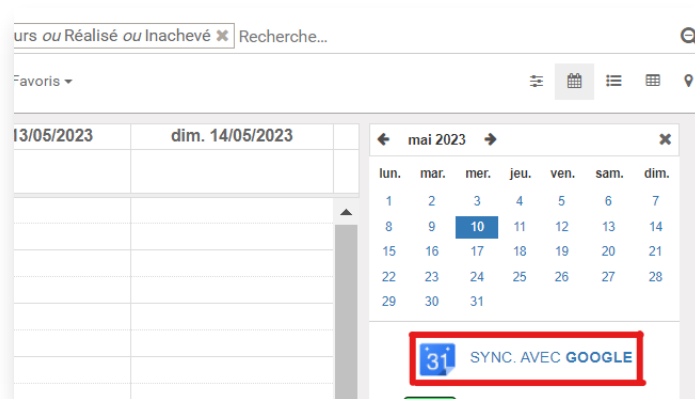 urs ou Réalisé ou Inachevé ✖ Recherche...
Favoris
13/05/2023 dim. 14/05/2023
mai 2023
lun. mar. mer. jeu. ven. sam. dim.
1 2 3 4 5 6 7
8 9 10 11 12 13 14
15 16 17 18 19 20 21
22 23 24 25 26 27 28
29 30 31
31 SYNC. AVEC GOOGLE